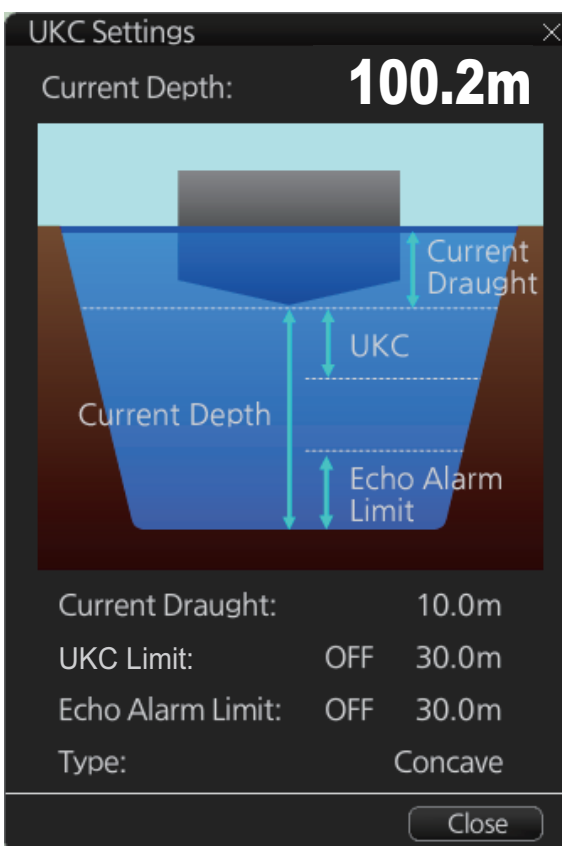 UKC Settings
Current Depth: 100.2m
Current
Draught
UKC
Current Depth
Echo Alarm
Limit
Current Draught: 10.0m
UKC Limit: OFF 30.0m
Echo Alarm Limit: OFF 30.0m
Type: Concave
Close